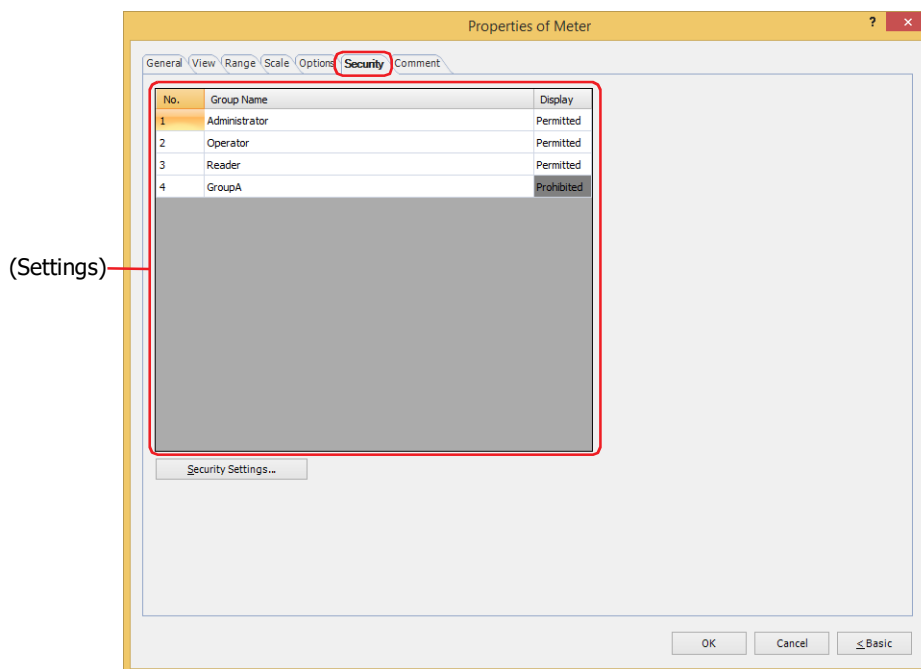 Properties of Meter ? ×
General View Range Scale Options Security Comment
No. Group Name Display
1 Administrator Permitted
2 Operator Permitted
3 Reader Permitted
4 GroupA Prohibited
(Settings)
Security Settings...
OK Cancel < Basic